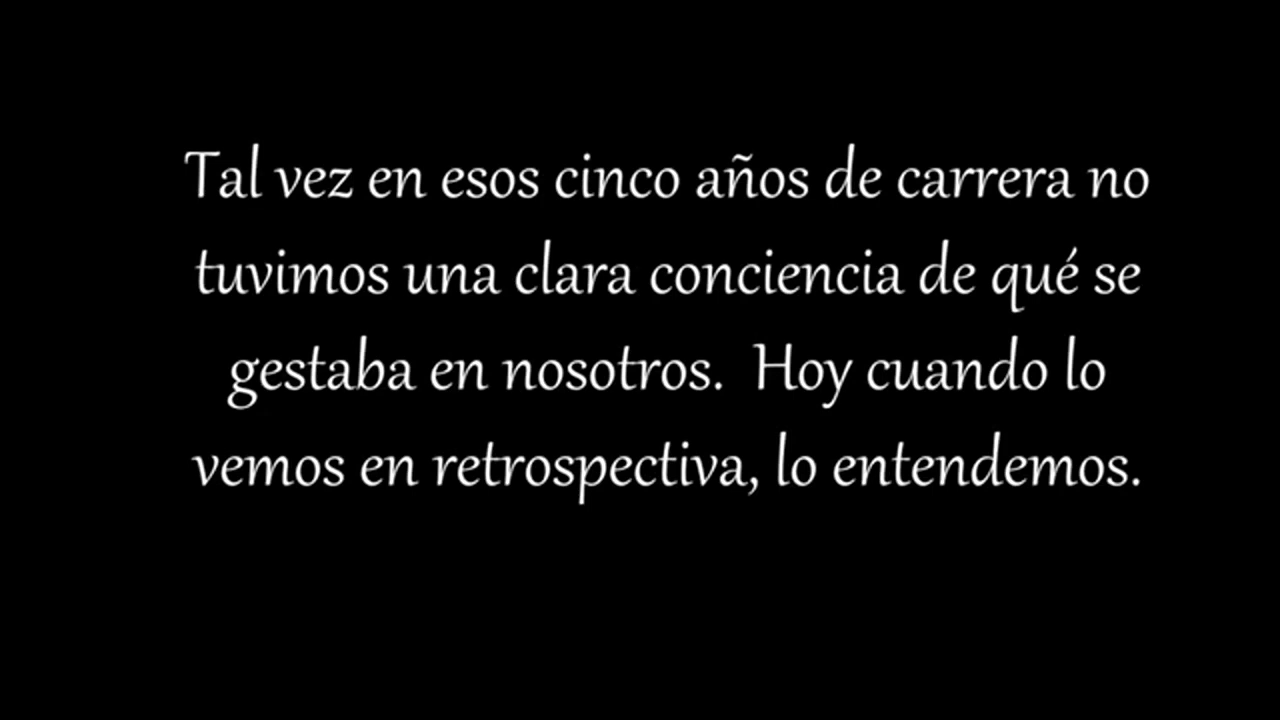 Tal vez en esos cinco años de carrera no
tuvimos una clara conciencia de qué se
gestaba en nosotros.  Hoy cuando lo
vemos en retrospectiva, lo entendemos.